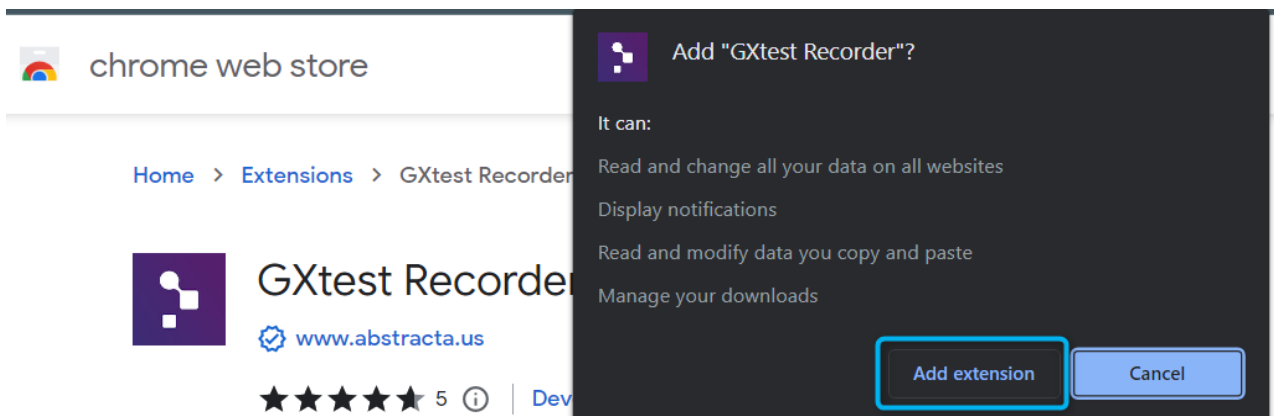 chrome web store
Home > Extensions > GXtest Recorder
GXtest Recorder
www.abstracta.us
5 | Dev
Add "GXtest Recorder"?
It can:
Read and change all your data on all websites
Display notifications
Read and modify data you copy and paste
Manage your downloads
Add extension
Cancel